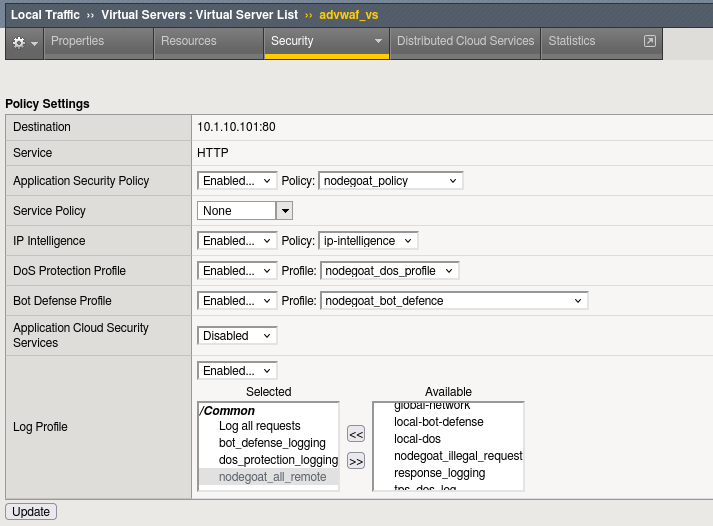 Local Traffic ›› Virtual Servers : Virtual Server List ›› advwaf_vs
Properties Resources Security Distributed Cloud Services Statistics
Policy Settings
Destination 10.1.10.101:80
Service HTTP
Application Security Policy Enabled... Policy: nodegoat_policy
Service Policy None
IP Intelligence Enabled... Policy: ip-intelligence
DoS Protection Profile Enabled... Profile: nodegoat_dos_profile
Bot Defense Profile Enabled... Profile: nodegoat_bot_defence
Application Cloud Security
Services Disabled
Log Profile Enabled...
Selected Available
/Common
Log all requests
bot_defense_logging
dos_protection_logging
nodegoat_all_remote
<<
>>
global-network
local-bot-defense
local-dos
nodegoat_illegal_request
response_logging
tps_dos_log
Update